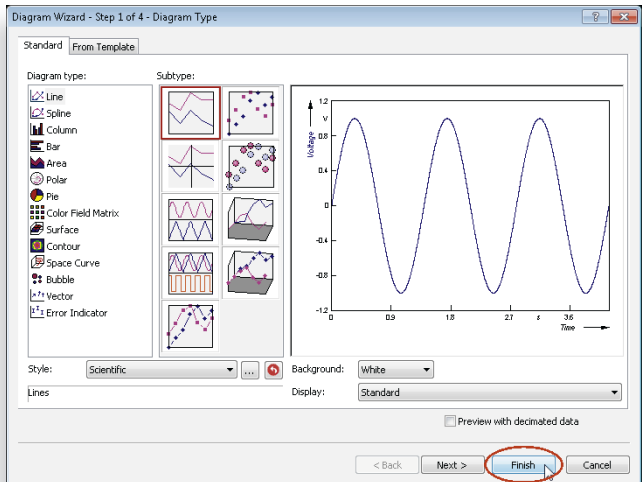 Diagram Wizard - Step 1 of 4 - Diagram Type
Standard
From Template
Diagram type:
Subtype:
Line
Spline
Column
Bar
Area
Polar
Pie
Color Field Matrix
Surface
Contour
Space Curve
Bubble
Vector
Error Indicator
1.2
V
0.8
Voltage
0.4
0
-0.4
-0.8
-1.2
0
0.9
1.8
2.7
s
3.6
Time
Style:
Scientific
...
Background:
White
Lines
Display:
Standard
Preview with decimated data
< Back
Next >
Finish
Cancel